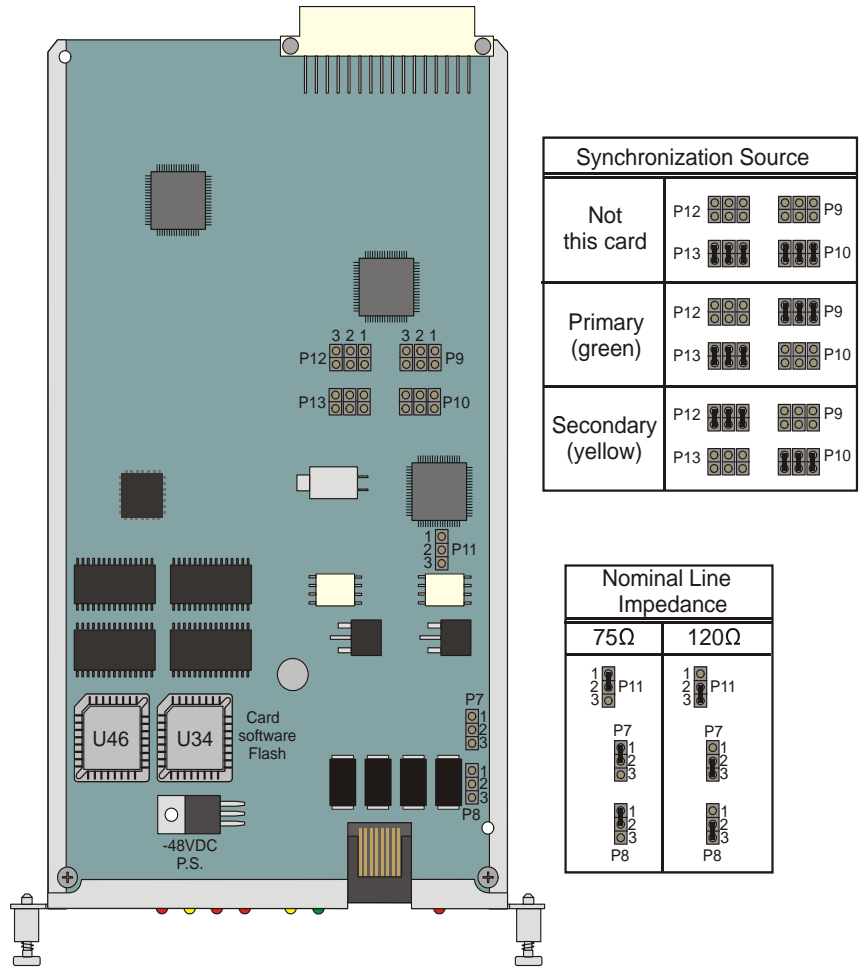 3 2 1
3 2 1
P12
P9
P13
P10
1
2
3
P11
P7
1
2
3
1
2
3
P8
U46
U34
Card
software
Flash
-48VDC
P.S.
Synchronization Source
Not
this card
P12
P9
P13
P10
Primary
(green)
P12
P9
P13
P10
Secondary
(yellow)
P12
P9
P13
P10
Nominal Line
Impedance
75Ω
120Ω
1
2
3
P11
1
2
3
P11
P7
1
2
3
P7
1
2
3
1
2
3
P8
1
2
3
P8